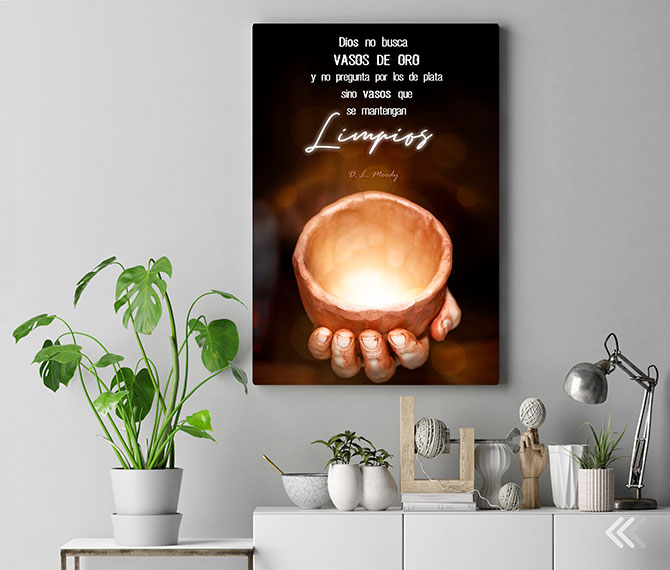 Dios no busca
VASOS DE ORO
y no pregunta por los de plata
sino VASOS que
se mantengan
Limpios
D. L. Moody